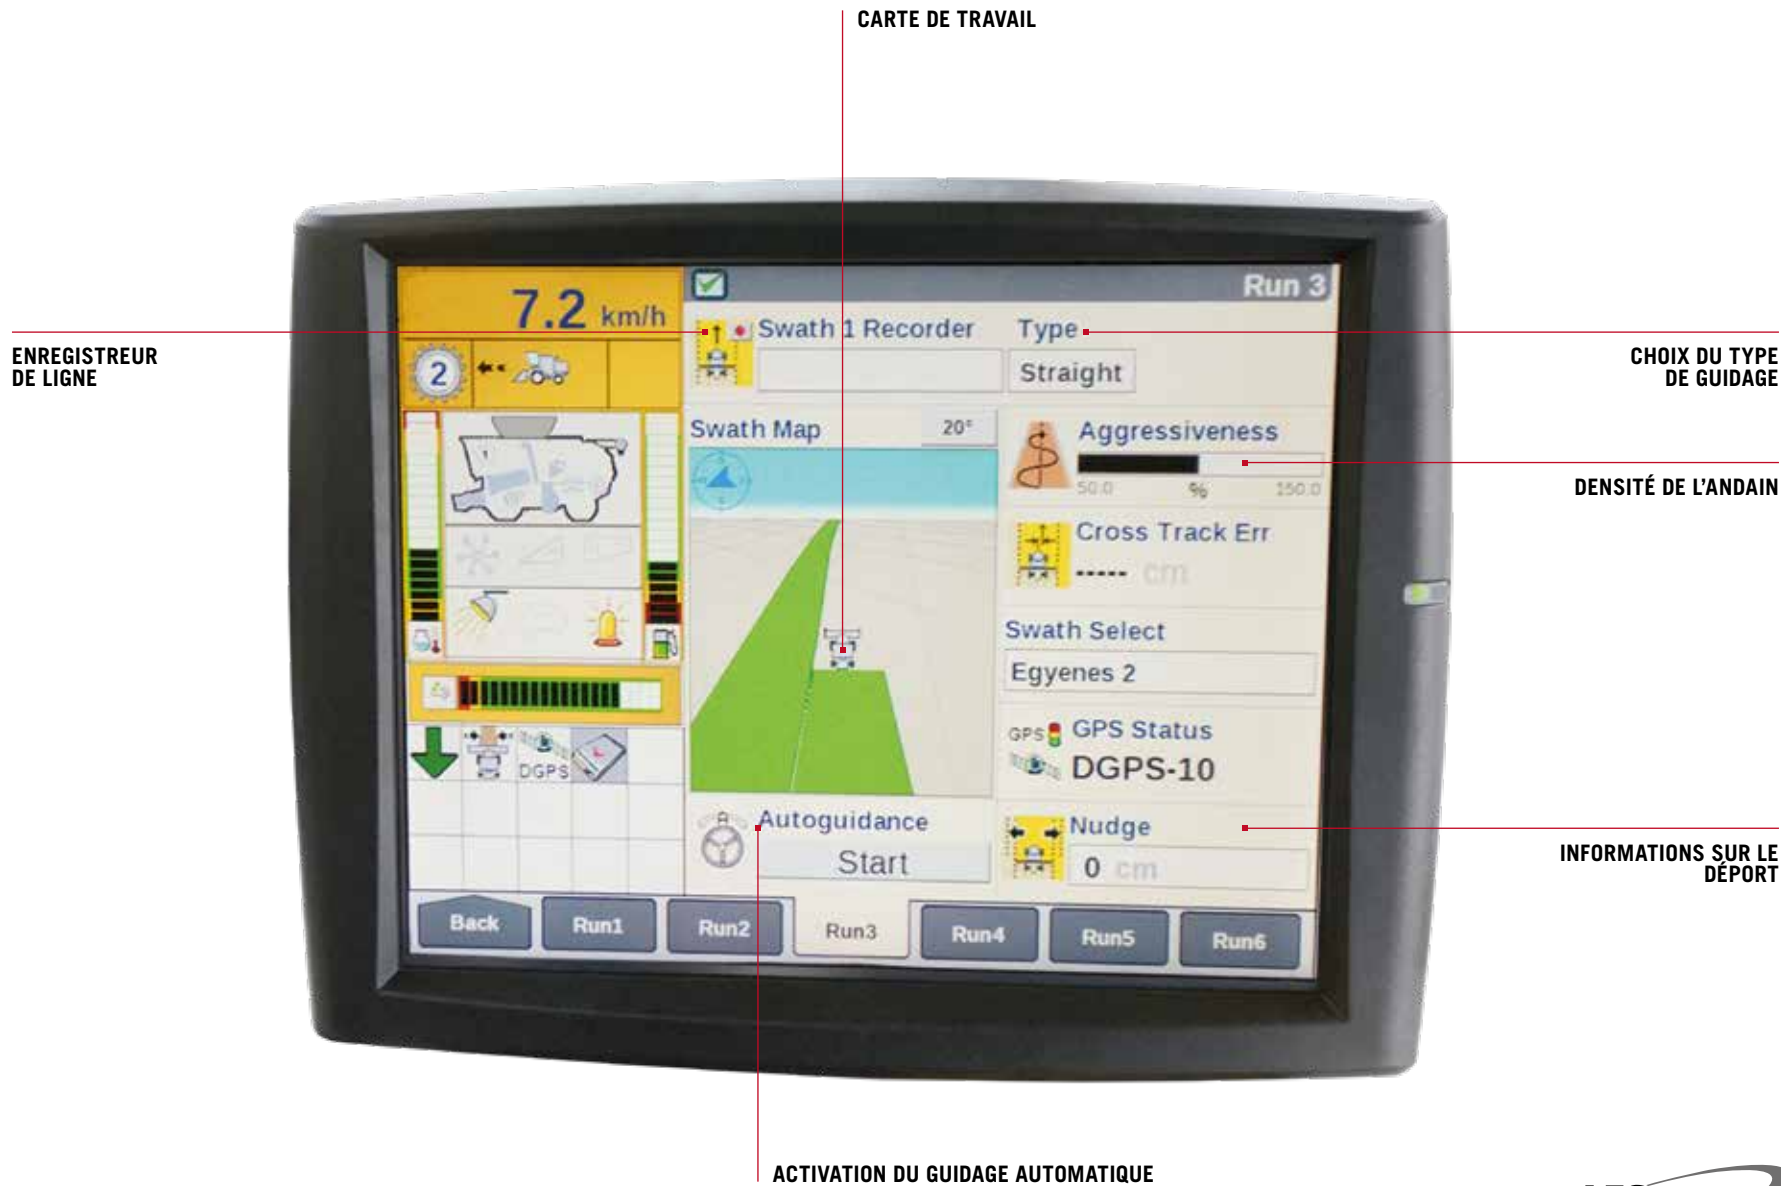 CARTE DE TRAVAIL
ENREGISTREUR
DE LIGNE
CHOIX DU TYPE
DE GUIDAGE
DENSITÉ DE L'ANDAIN
INFORMATIONS SUR LE
DÉPORT
ACTIVATION DU GUIDAGE AUTOMATIQUE
7.2 km/h
2
DGPS
Run 3
Swath 1 Recorder
Type
Straight
Swath Map
20°
Aggressiveness
50.0 % 150.0
Cross Track Err
----- cm
Swath Select
Egyenes 2
GPS
GPS Status
DGPS-10
Autoguidance
Start
Nudge
0 cm
Back
Run1
Run2
Run3
Run4
Run5
Run6